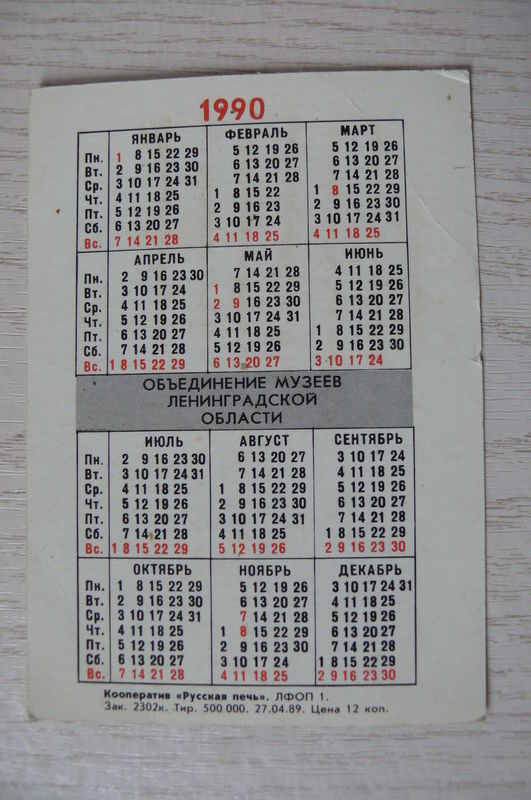 1990
ЯНВАРЬ ФЕВРАЛЬ МАРТ
Пн. 1 8 15 22 29 5 12 19 26 5 12 19 26
Вт. 2 9 16 23 30 6 13 20 27 6 13 20 27
Ср. 3 10 17 24 31 7 14 21 28 7 14 21 28
Чт. 4 11 18 25 1 8 15 22 1 8 15 22 29
Пт. 5 12 19 26 2 9 16 23 2 9 16 23 30
Сб. 6 13 20 27 3 10 17 24 3 10 17 24 31
Вс. 7 14 21 28 4 11 18 25 4 11 18 25
АПРЕЛЬ МАЙ ИЮНЬ
Пн. 2 9 16 23 30 7 14 21 28 4 11 18 25
Вт. 3 10 17 24 1 8 15 22 29 5 12 19 26
Ср. 4 11 18 25 2 9 16 23 30 6 13 20 27
Чт. 5 12 19 26 3 10 17 24 31 7 14 21 28
Пт. 6 13 20 27 4 11 18 25 1 8 15 22 29
Сб. 7 14 21 28 5 12 19 26 2 9 16 23 30
Вс. 1 8 15 22 29 6 13 20 27 3 10 17 24
ОБЪЕДИНЕНИЕ МУЗЕЕВ
ЛЕНИНГРАДСКОЙ
ОБЛАСТИ
ИЮЛЬ АВГУСТ СЕНТЯБРЬ
Пн. 2 9 16 23 30 6 13 20 27 3 10 17 24
Вт. 3 10 17 24 31 7 14 21 28 4 11 18 25
Ср. 4 11 18 25 1 8 15 22 29 5 12 19 26
Чт. 5 12 19 26 2 9 16 23 30 6 13 20 27
Пт. 6 13 20 27 3 10 17 24 31 7 14 21 28
Сб. 7 14 21 28 4 11 18 25 1 8 15 22 29
Вс. 1 8 15 22 29 5 12 19 26 2 9 16 23 30
ОКТЯБРЬ НОЯБРЬ ДЕКАБРЬ
Пн. 1 8 15 22 29 5 12 19 26 3 10 17 24 31
Вт. 2 9 16 23 30 6 13 20 27 4 11 18 25
Ср. 3 10 17 24 31 7 14 21 28 5 12 19 26
Чт. 4 11 18 25 1 8 15 22 29 6 13 20 27
Пт. 5 12 19 26 2 9 16 23 30 7 14 21 28
Сб. 6 13 20 27 3 10 17 24 1 8 15 22 29
Вс. 7 14 21 28 4 11 18 25 2 9 16 23 30
Кооператив «Русская печь». ЛФОП 1.
Зак. 2302к. Тир. 500 000. 27.04.89. Цена 12 коп.